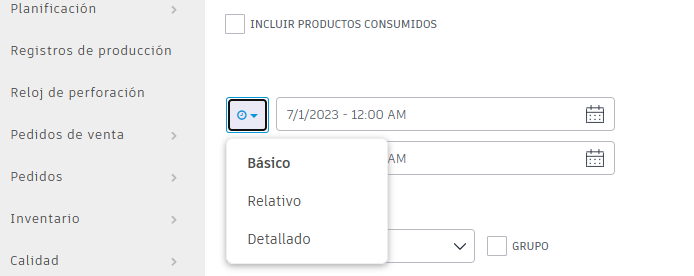 Planificación
INCLUIR PRODUCTOS CONSUMIDOS
Registros de producción
Reloj de perforación
7/1/2023 - 12:00 AM
Pedidos de venta
AM
Básico
Pedidos
Relativo
Inventario
Detallado
GRUPO
Calidad